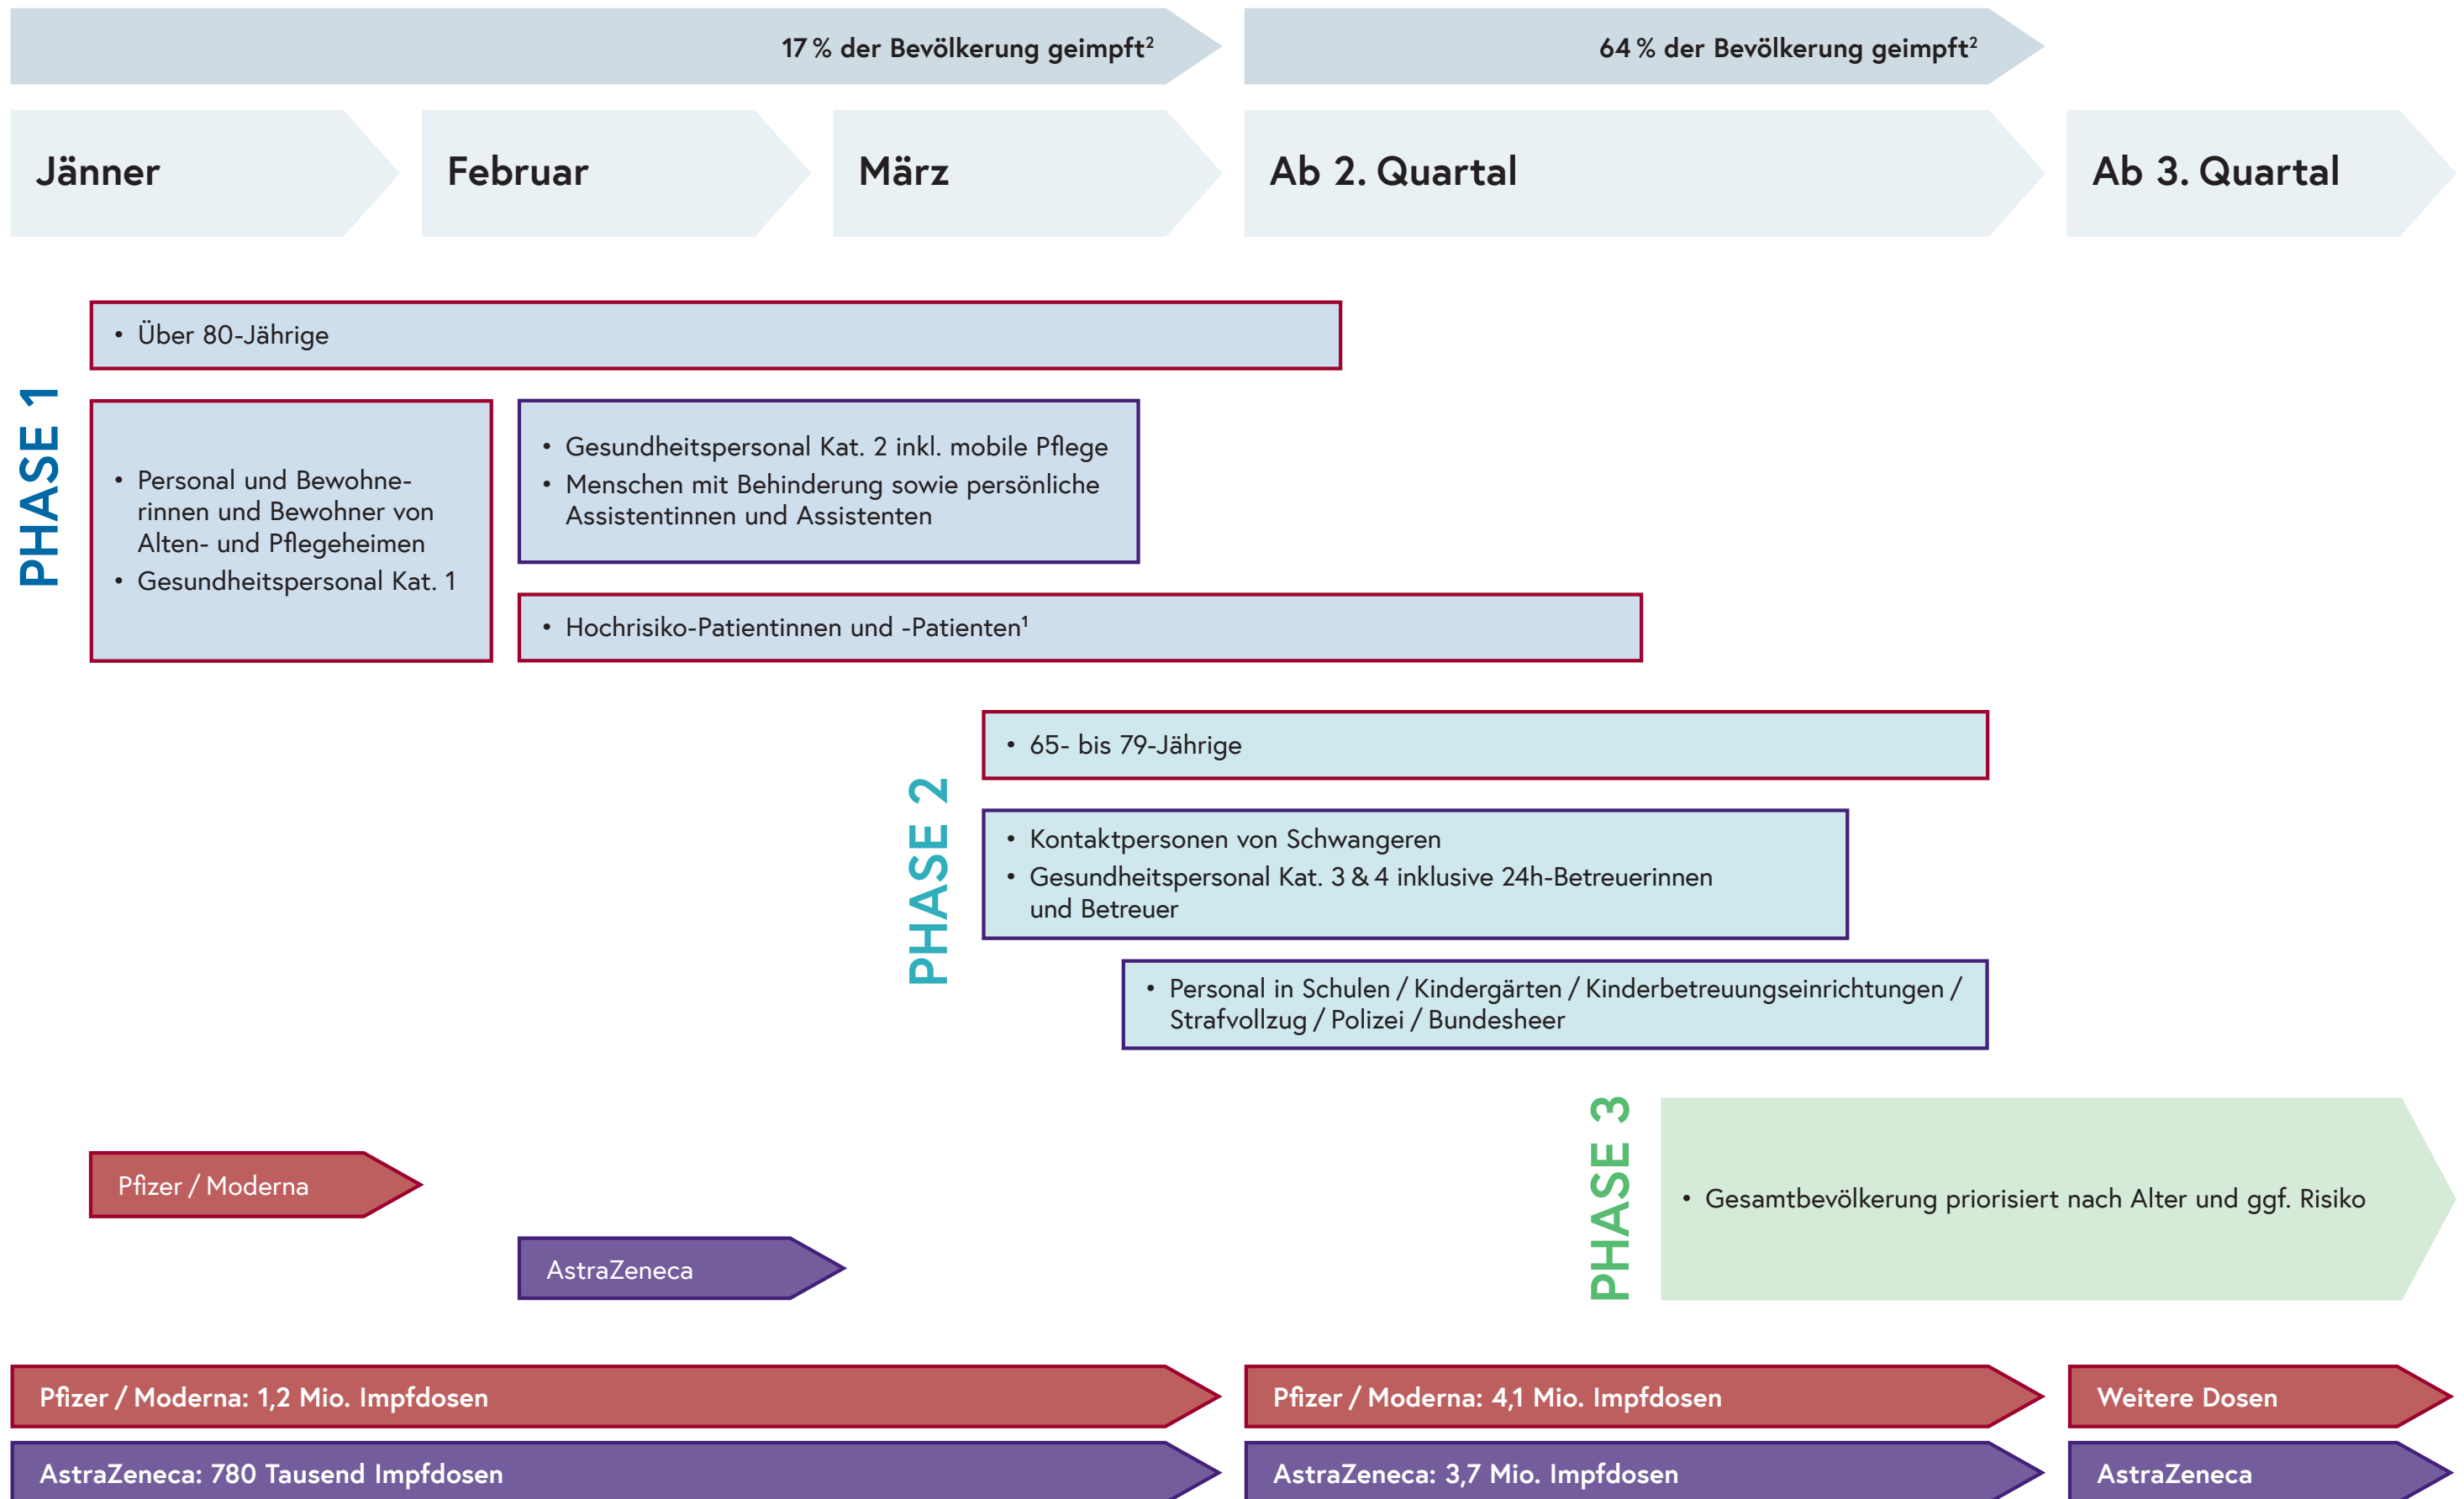 17 % der Bevölkerung geimpft²
64 % der Bevölkerung geimpft²
Jänner
Februar
März
Ab 2. Quartal
Ab 3. Quartal
PHASE 1
• Über 80-Jährige
• Personal und Bewohne-
rinnen und Bewohner von
Alten- und Pflegeheimen
• Gesundheitspersonal Kat. 1
• Gesundheitspersonal Kat. 2 inkl. mobile Pflege
• Menschen mit Behinderung sowie persönliche
Assistentinnen und Assistenten
• Hochrisiko-Patientinnen und -Patienten¹
PHASE 2
• 65- bis 79-Jährige
• Kontaktpersonen von Schwangeren
• Gesundheitspersonal Kat. 3 & 4 inklusive 24h-Betreuerinnen
und Betreuer
• Personal in Schulen / Kindergärten / Kinderbetreuungseinrichtungen /
Strafvollzug / Polizei / Bundesheer
PHASE 3
• Gesamtbevölkerung priorisiert nach Alter und ggf. Risiko
Pfizer / Moderna
AstraZeneca
Pfizer / Moderna: 1,2 Mio. Impfdosen
Pfizer / Moderna: 4,1 Mio. Impfdosen
Weitere Dosen
AstraZeneca: 780 Tausend Impfdosen
AstraZeneca: 3,7 Mio. Impfdosen
AstraZeneca